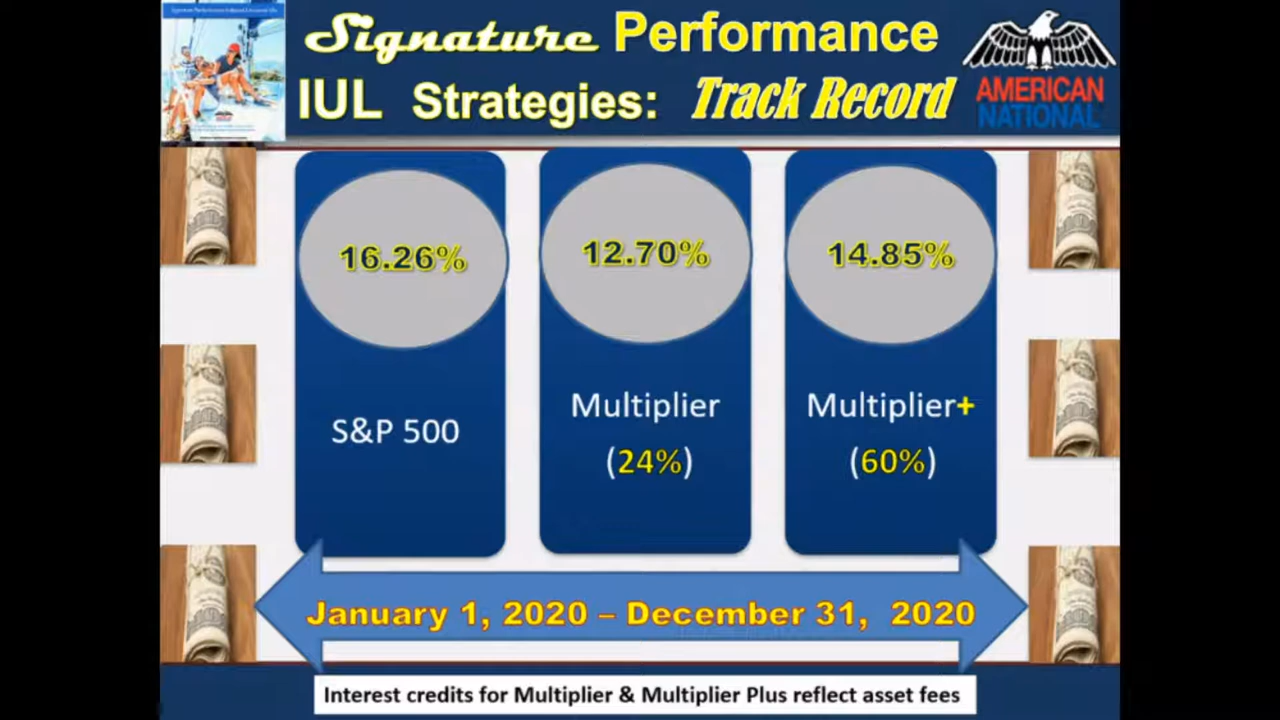 Signature Performance
IUL Strategies: Track Record
AMERICAN
NATIONAL
16.26%
12.70%
14.85%
S&P 500
Multiplier
(24%)
Multiplier+
(60%)
January 1, 2020 – December 31, 2020
Interest credits for Multiplier & Multiplier Plus reflect asset fees